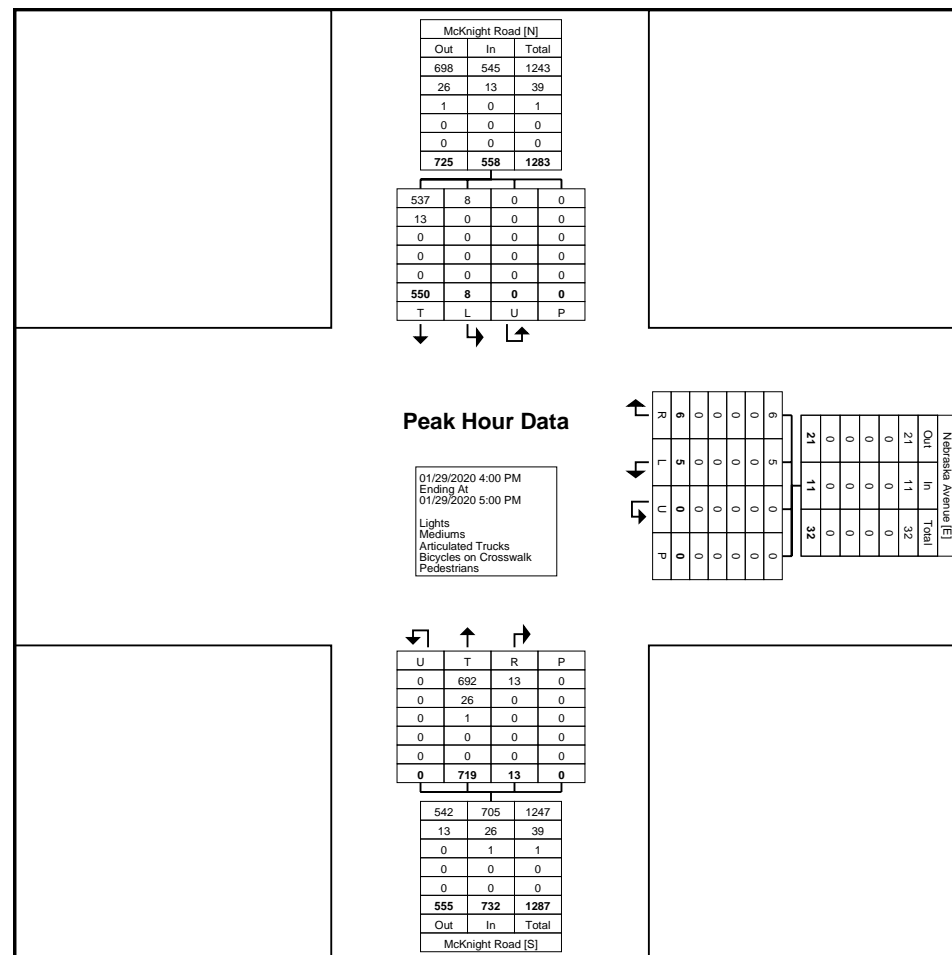 McKnight Road [N]
Out In Total
698 545 1243
26 13 39
1 0 1
0 0 0
0 0 0
725 558 1283
537 8 0 0
13 0 0 0
0 0 0 0
0 0 0 0
0 0 0 0
550 8 0 0
T L U P
Peak Hour Data
01/29/2020 4:00 PM
Ending At
01/29/2020 5:00 PM
Lights
Mediums
Articulated Trucks
Bicycles on Crosswalk
Pedestrians
Nebraska Avenue [E]
Out In Total
21 11 32
0 0 0
0 0 0
0 0 0
0 0 0
21 11 32
6 5 0 0
0 0 0 0
0 0 0 0
0 0 0 0
0 0 0 0
6 5 0 0
R L U P
U T R P
0 692 13 0
0 26 0 0
0 1 0 0
0 0 0 0
0 0 0 0
0 719 13 0
542 705 1247
13 26 39
0 1 1
0 0 0
0 0 0
555 732 1287
Out In Total
McKnight Road [S]